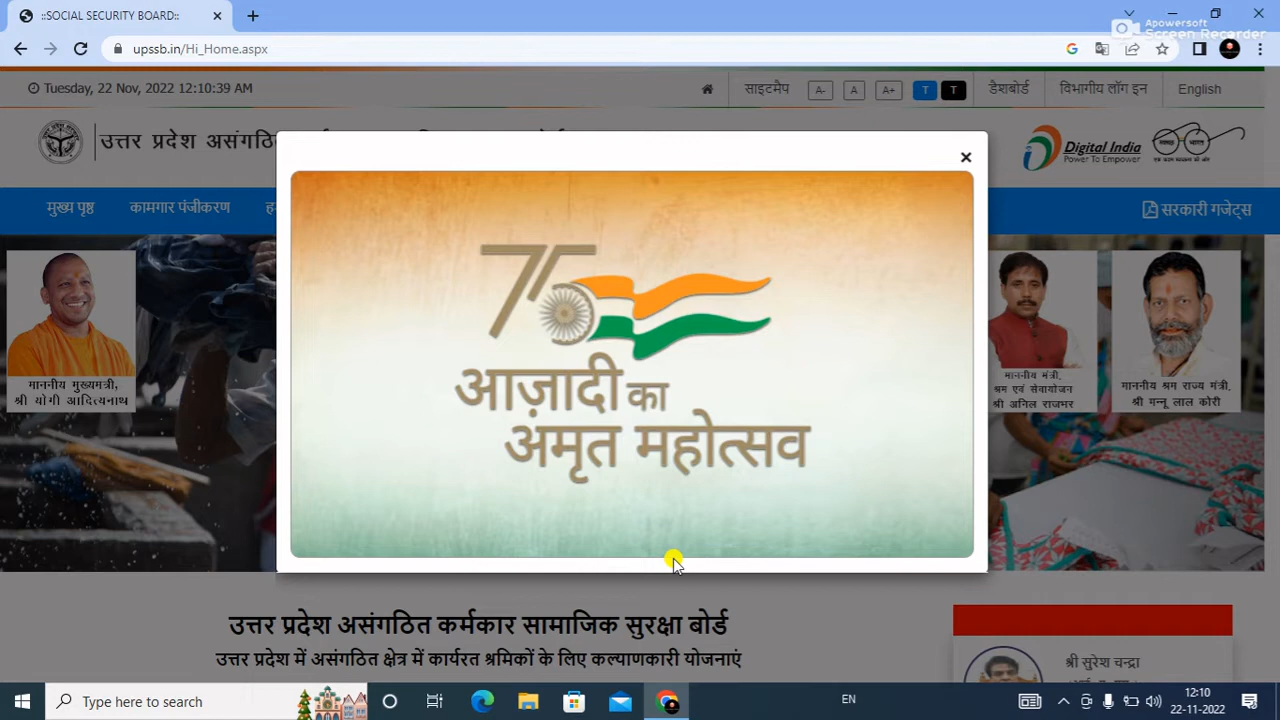 ::SOCIAL SECURITY BOARD::
Apowersoft
Screen Recorder
upssb.in/Hi_Home.aspx
Tuesday, 22 Nov, 2022 12:10:39 AM
साइटमैप A- A A+ T T डैशबोर्ड विभागीय लॉग इन English
उत्तर प्रदेश असंगठित
Digital India
Power To Empower
मुख्य पृष्ठ कामगार पंजीकरण सरकारी गजेट्स
75
आज़ादी का
अमृत महोत्सव
माननीय मुख्यमंत्री,
श्री योगी आदित्यनाथ
माननीय मंत्री,
श्रम एवं सेवायोजन
श्री अनिल राजभर
माननीय श्रम राज्य मंत्री,
श्री मन्नू लाल कोरी
उत्तर प्रदेश असंगठित कर्मकार सामाजिक सुरक्षा बोर्ड
उत्तर प्रदेश में असंगठित क्षेत्र में कार्यरत श्रमिकों के लिए कल्याणकारी योजनाएं
श्री सुरेश चन्द्रा
Type here to search
EN
12:10
22-11-2022